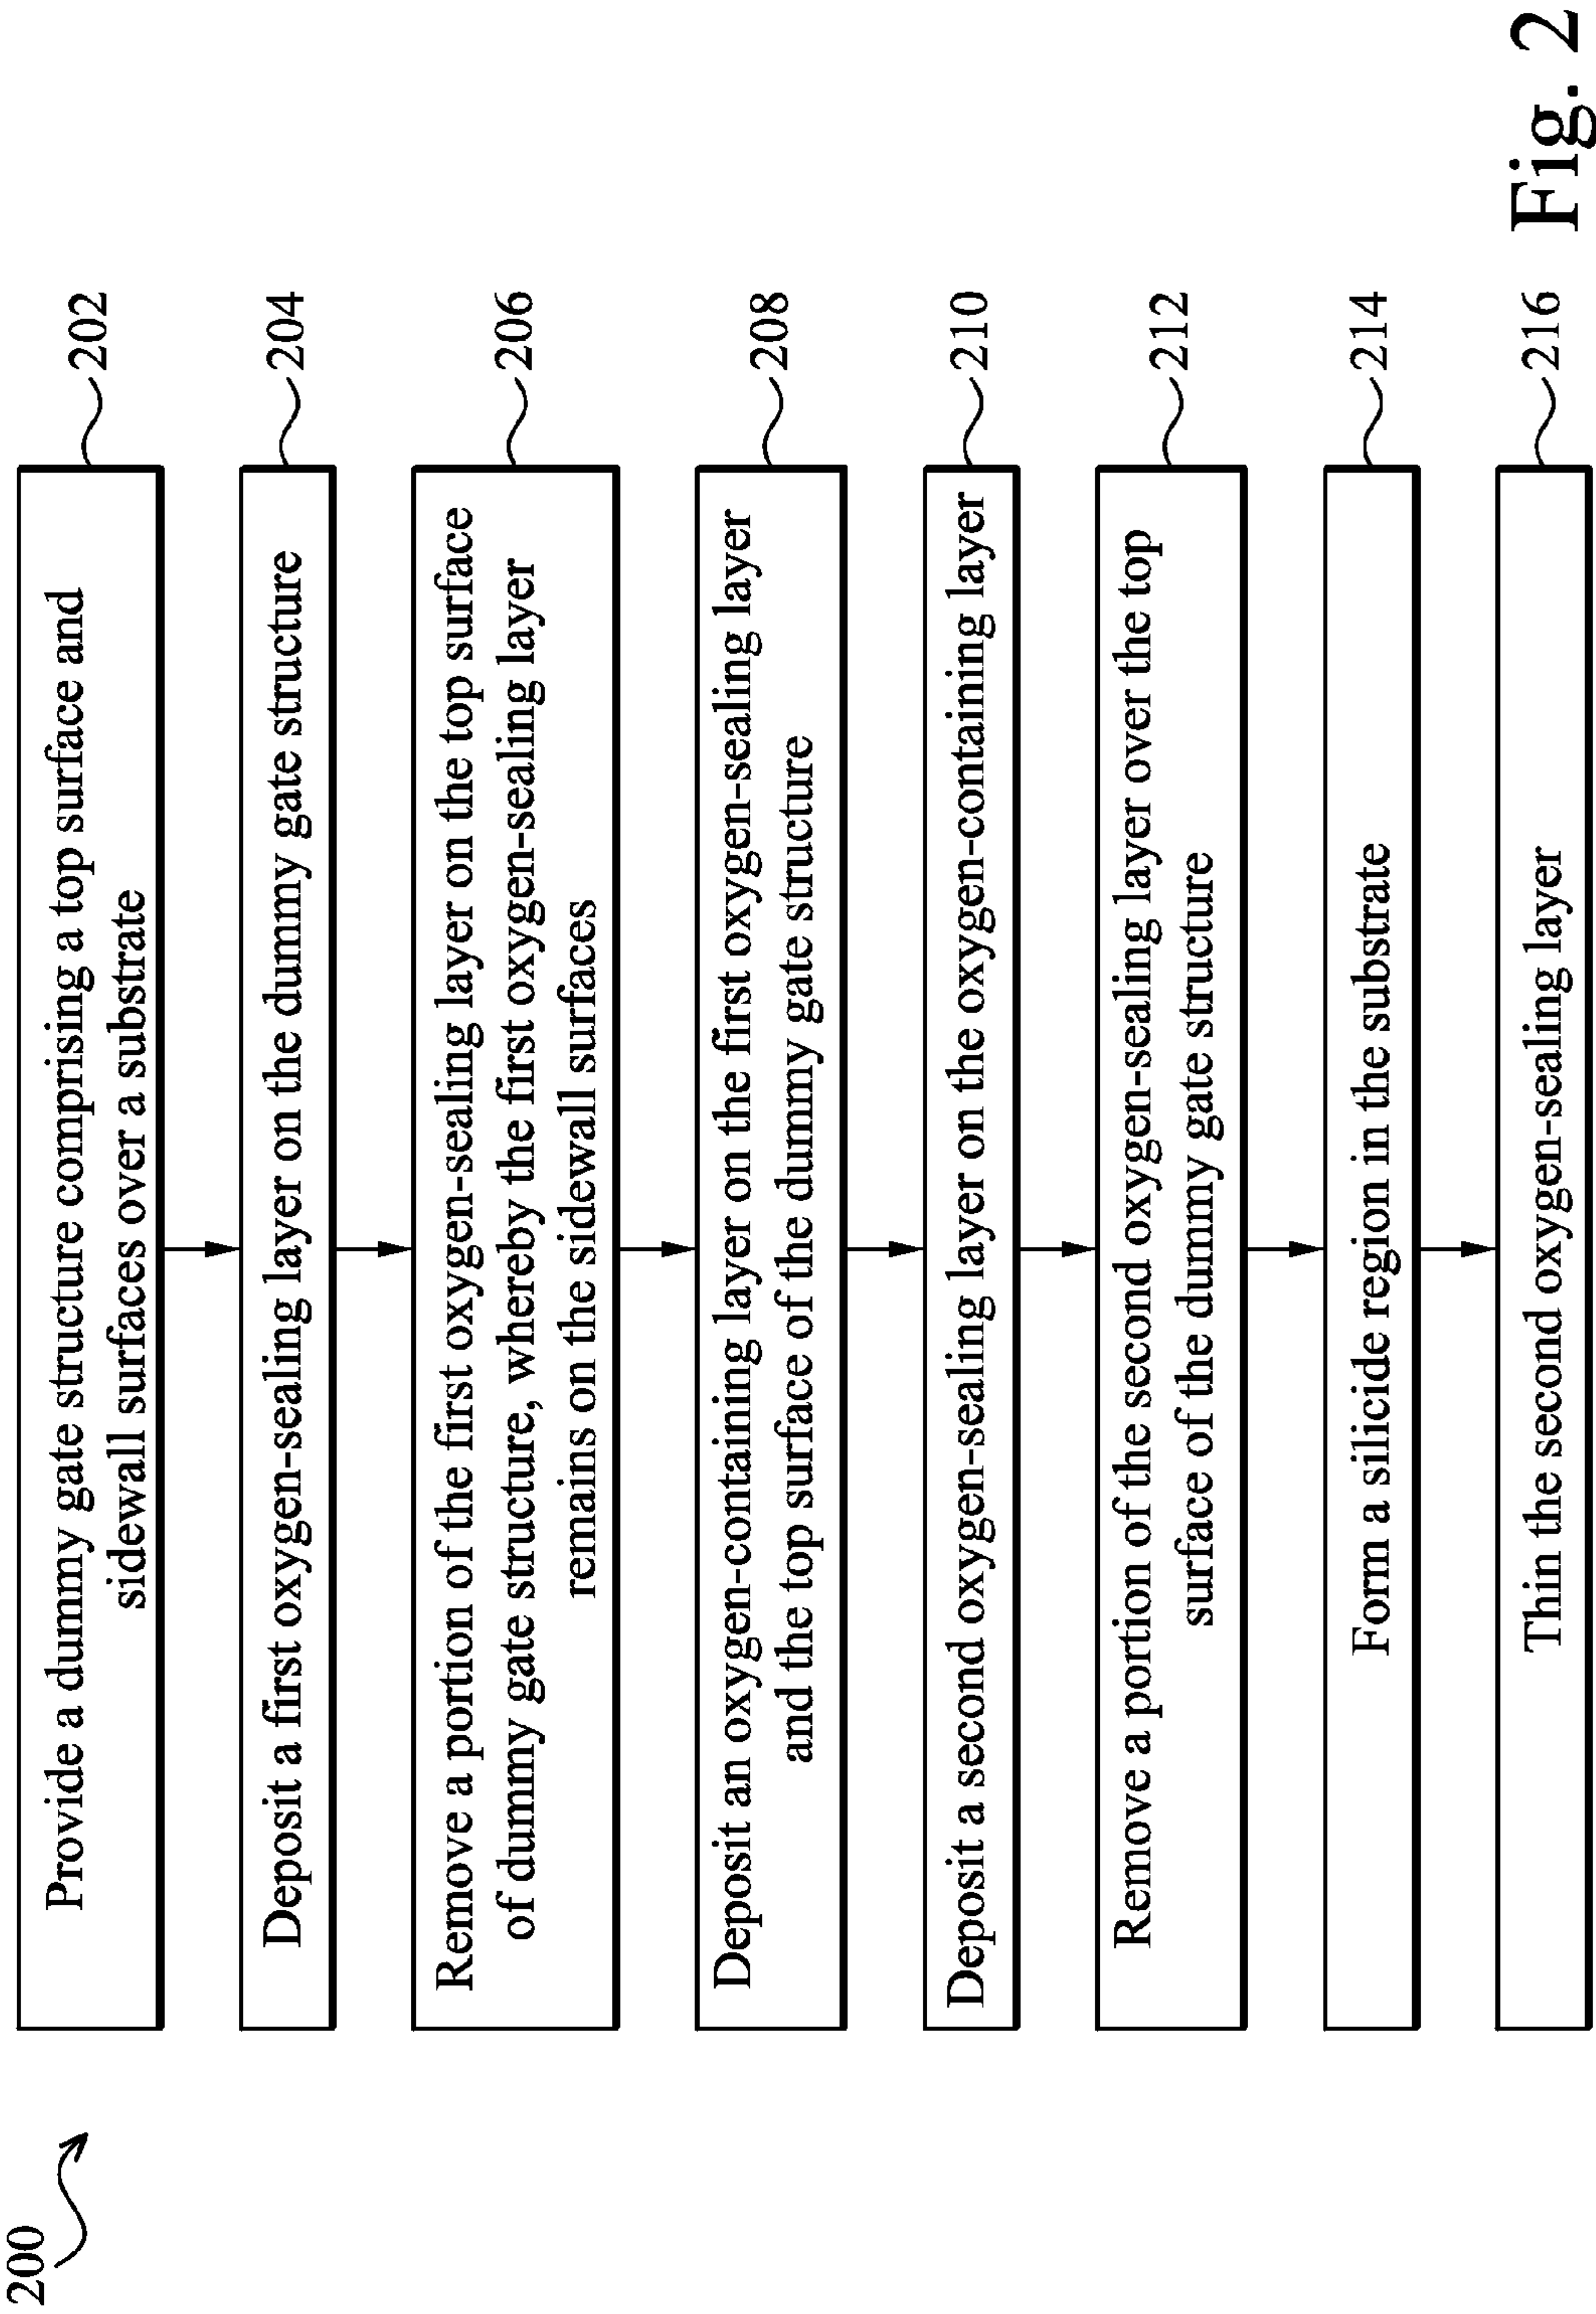 200
Provide a dummy gate structure comprising a top surface and
sidewall surfaces over a substrate
202
Deposit a first oxygen-sealing layer on the dummy gate structure
204
Remove a portion of the first oxygen-sealing layer on the top surface
of dummy gate structure, whereby the first oxygen-sealing layer
remains on the sidewall surfaces
206
Deposit an oxygen-containing layer on the first oxygen-sealing layer
and the top surface of the dummy gate structure
208
Deposit a second oxygen-sealing layer on the oxygen-containing layer
210
Remove a portion of the second oxygen-sealing layer over the top
surface of the dummy gate structure
212
Form a silicide region in the substrate
214
Thin the second oxygen-sealing layer
216
Fig. 2